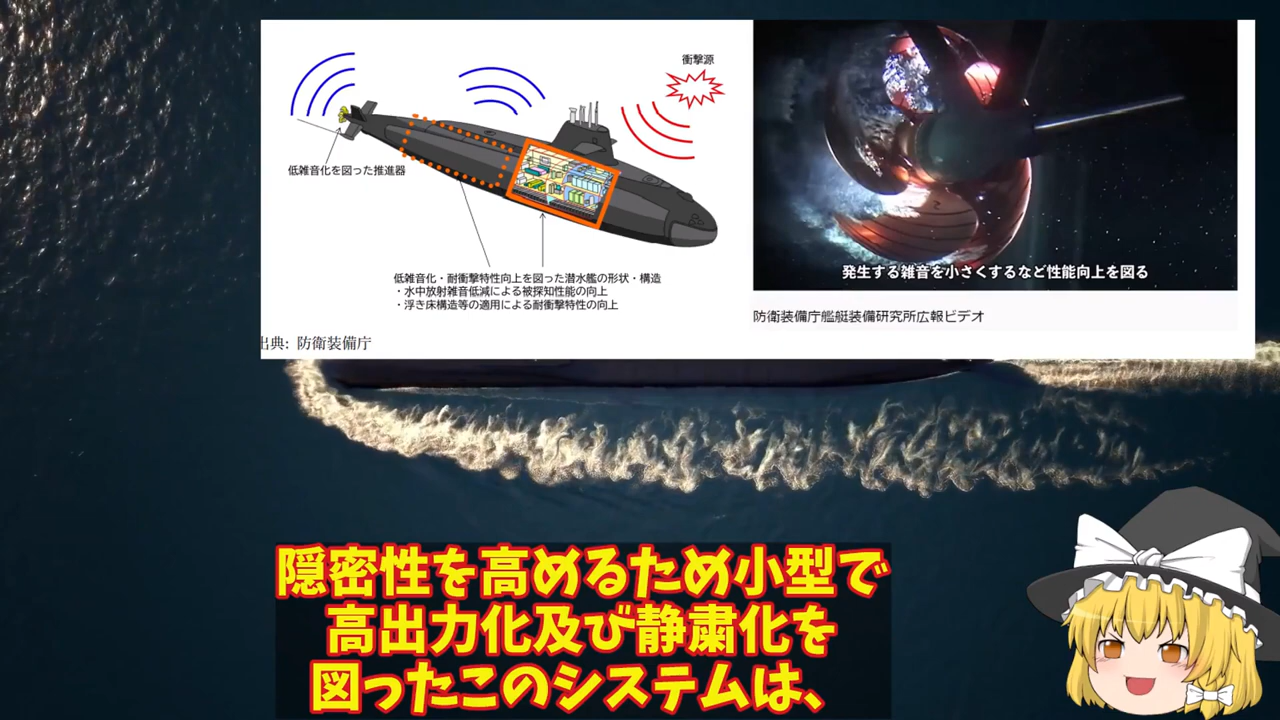 衝撃源
低雑音化を図った推進器
低雑音化・耐衝撃特性向上を図った潜水艦の形状・構造
・水中放射雑音低減による被探知性能の向上
・浮き床構造等の適用による耐衝撃特性の向上
出典: 防衛装備庁
発生する雑音を小さくするなど性能向上を図る
防衛装備庁艦艇装備研究所広報ビデオ
隠密性を高めるため小型で
高出力化及び静粛化を
図ったこのシステムは、